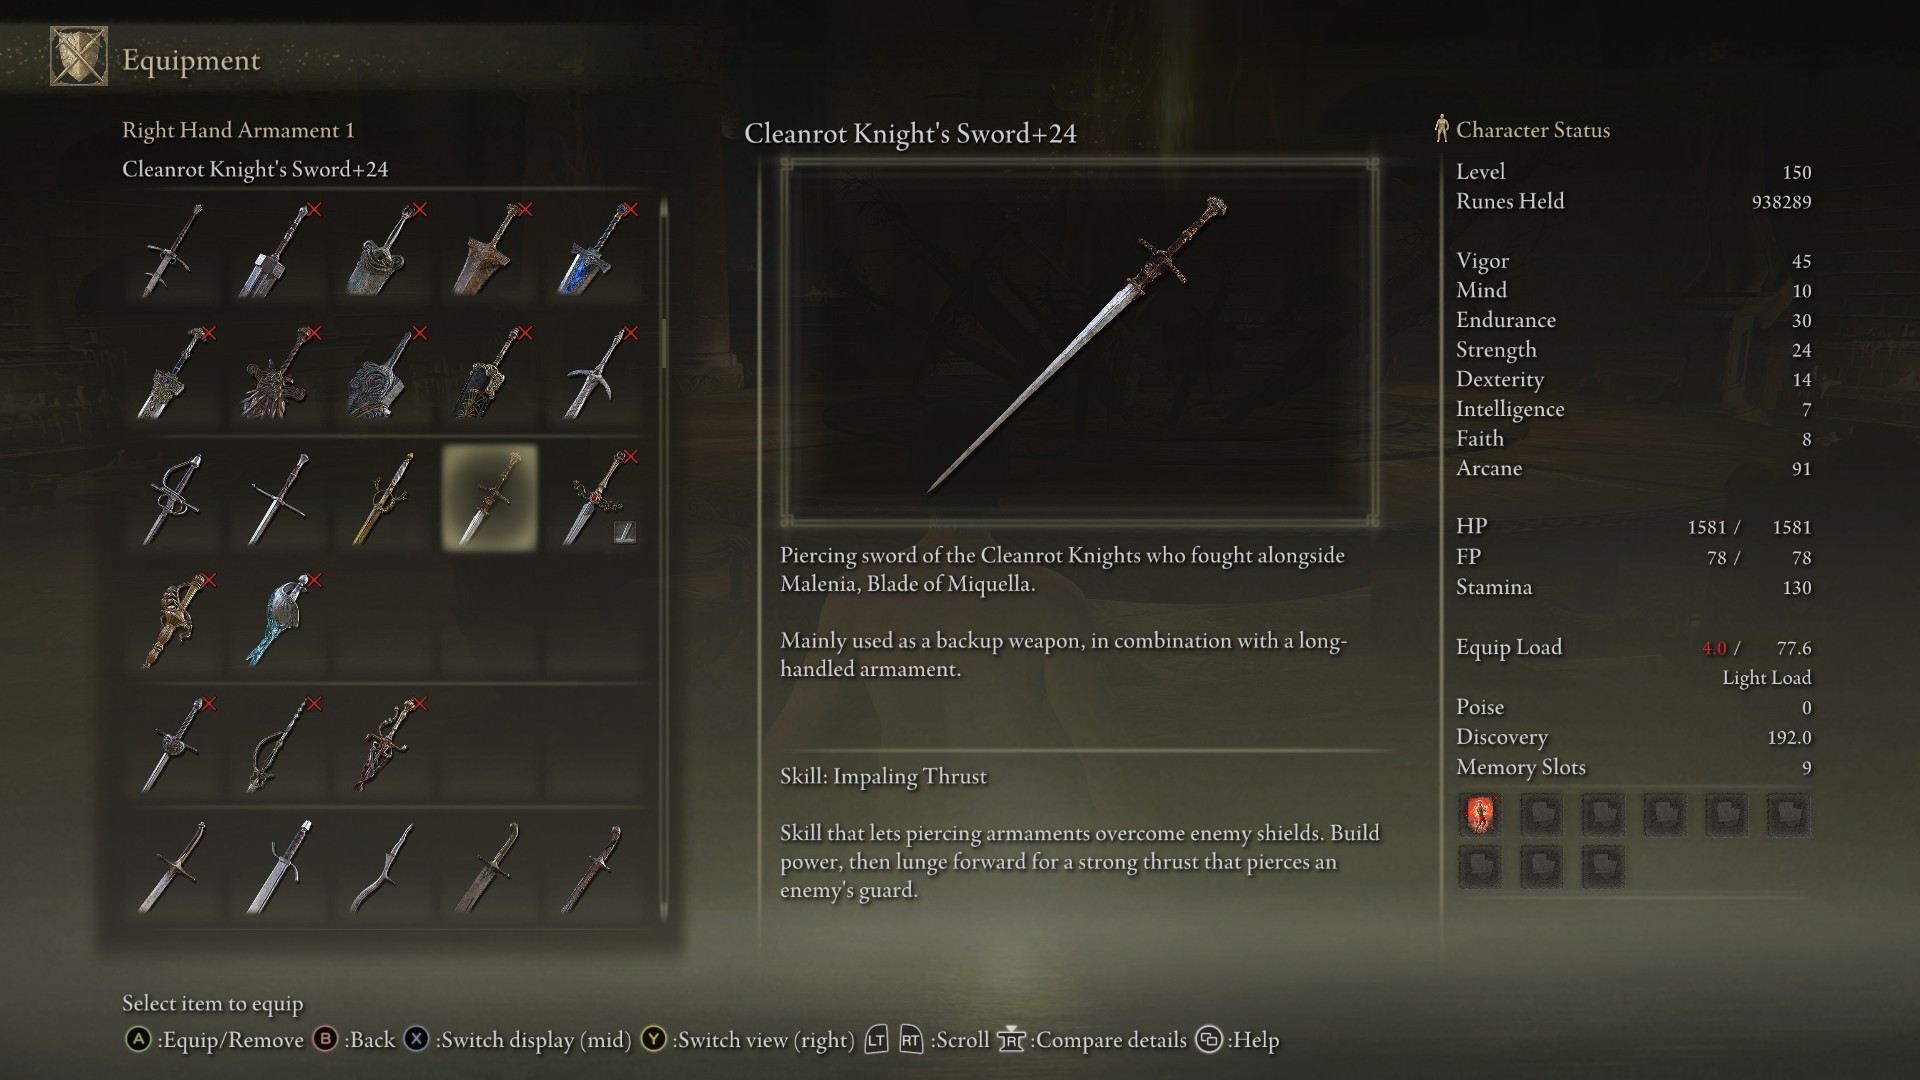 Equipment
Right Hand Armament 1
Cleanrot Knight's Sword+24
Cleanrot Knight's Sword+24
Piercing sword of the Cleanrot Knights who fought alongside
Malenia, Blade of Miquella.
Mainly used as a backup weapon, in combination with a long-
handled armament.
Skill: Impaling Thrust
Skill that lets piercing armaments overcome enemy shields. Build
power, then lunge forward for a strong thrust that pierces an
enemy's guard.
Character Status
Level 150
Runes Held 938289
Vigor 45
Mind 10
Endurance 30
Strength 24
Dexterity 14
Intelligence 7
Faith 8
Arcane 91
HP 1581 / 1581
FP 78 / 78
Stamina 130
Equip Load 4.0 / 77.6
Light Load
Poise 0
Discovery 192.0
Memory Slots 9
Select item to equip
A :Equip/Remove B :Back X :Switch display (mid) Y :Switch view (right) LT RT :Scroll R :Compare details :Help